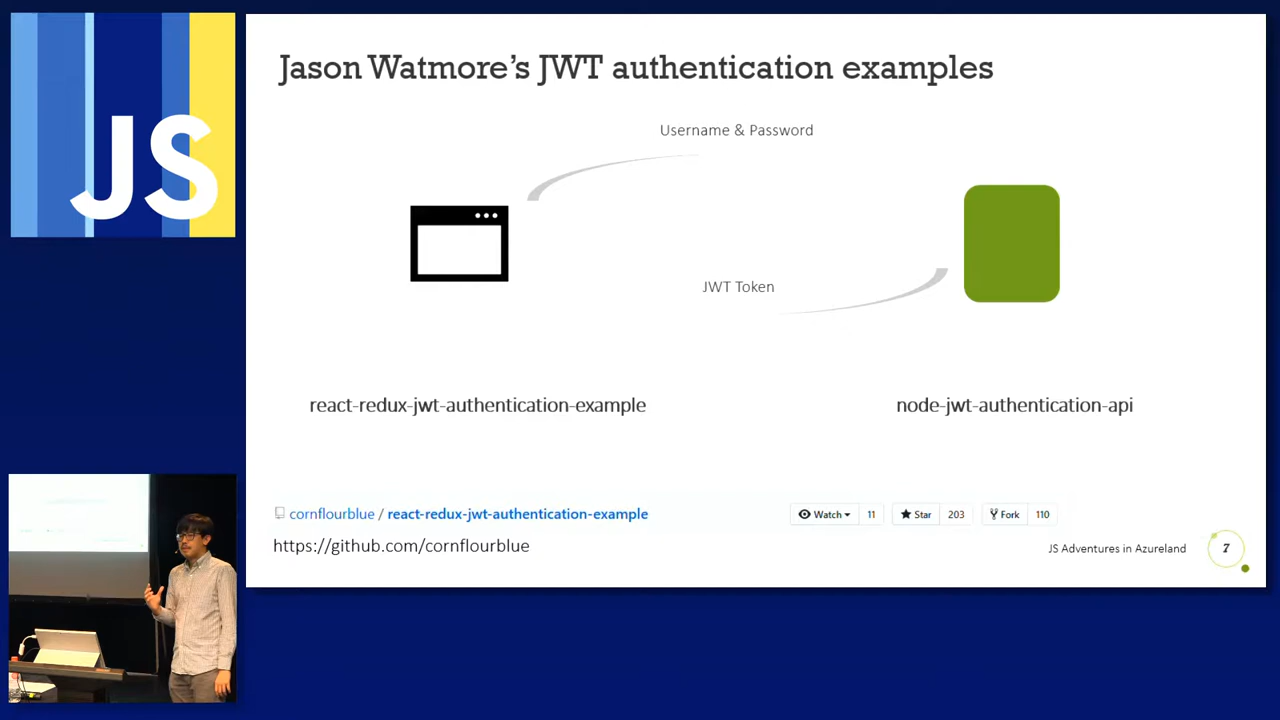 JS
Jason Watmore's JWT authentication examples
Username & Password
JWT Token
react-redux-jwt-authentication-example
node-jwt-authentication-api
cornflourblue / react-redux-jwt-authentication-example
Watch 11 Star 203 Fork 110
https://github.com/cornflourblue
JS Adventures in Azureland
7